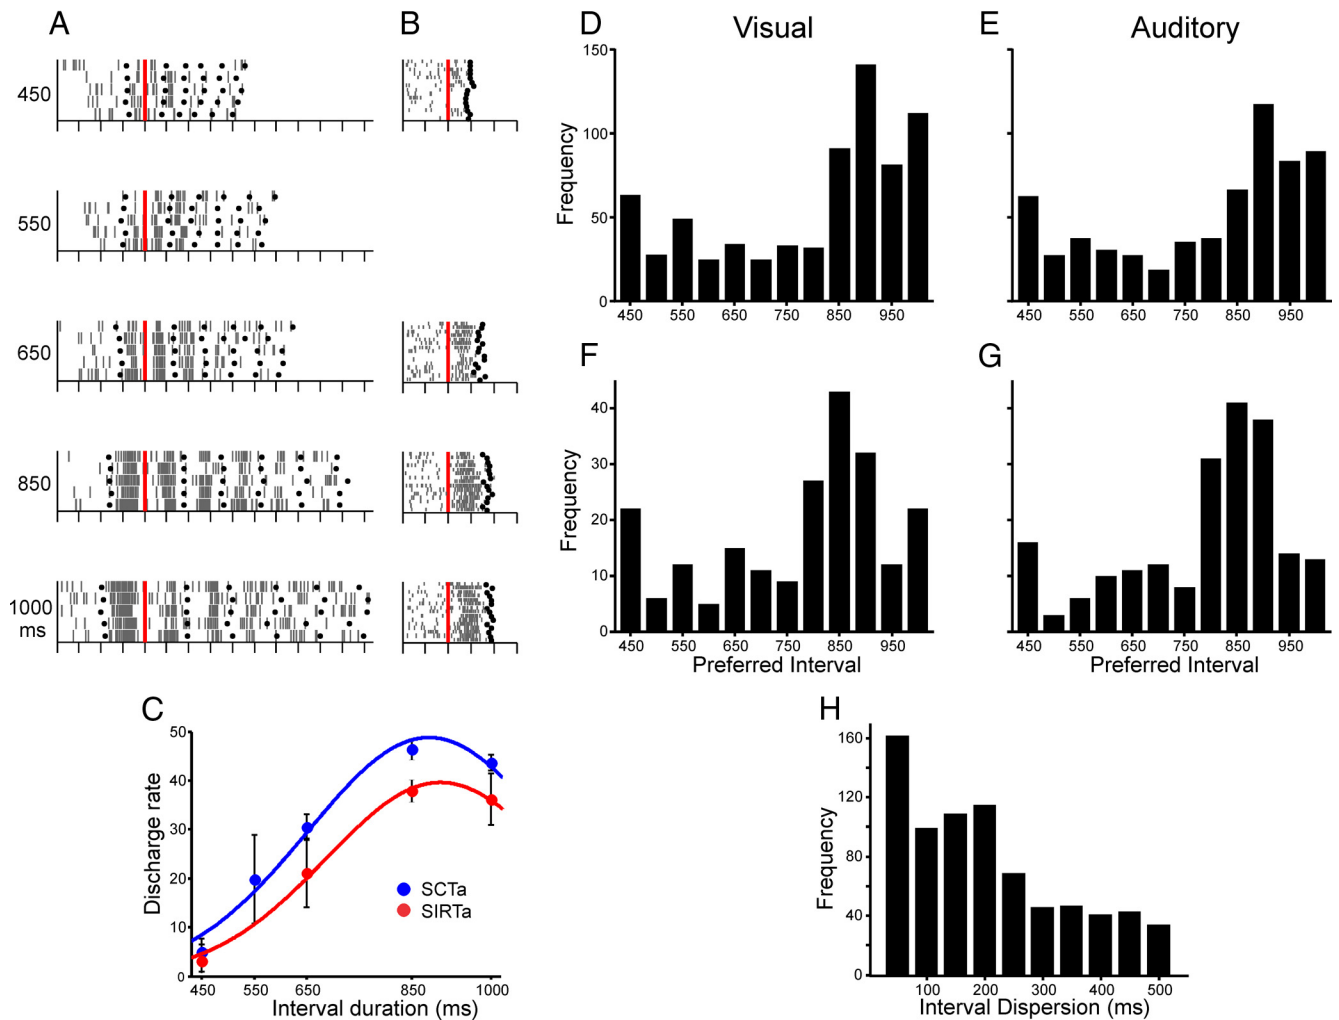 A
B
450
550
650
850
1000
ms
C
Discharge rate
50
40
30
20
10
0
450 550 650 850 1000
Interval duration (ms)
SCTa
SIRTa
D
Visual
Frequency
150
100
50
0
450 550 650 750 850 950
E
Auditory
450 550 650 750 850 950
F
Frequency
40
30
20
10
0
450 550 650 750 850 950
Preferred Interval
G
450 550 650 750 850 950
Preferred Interval
H
Frequency
160
120
80
40
0
100 200 300 400 500
Interval Dispersion (ms)